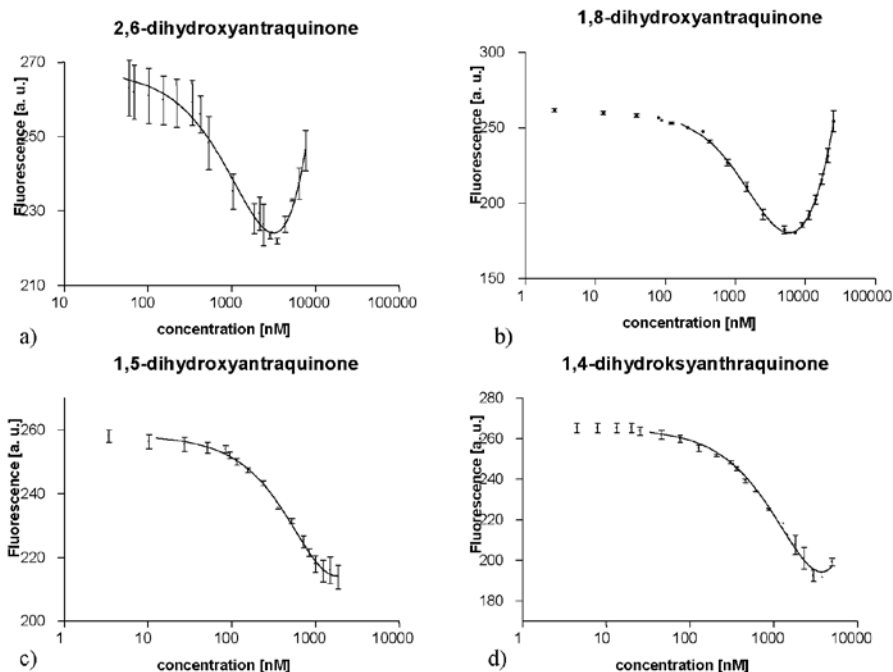 2,6-dihydroxyantraquinone
Fluorescence [a. u.]
270
250
230
210
10 100 1000 10000 100000
concentration [nM]
a)
1,8-dihydroxyantraquinone
Fluorescence [a. u.]
300
250
200
150
1 10 100 1000 10000 100000
concentration [nM]
b)
1,5-dihydroxyantraquinone
Fluorescence [a. u.]
260
240
220
200
1 10 100 1000 10000
concentration [nM]
c)
1,4-dihydroksyanthraquinone
Fluorescence [a. u.]
280
260
240
220
200
180
1 10 100 1000 10000
concentration [nM]
d)